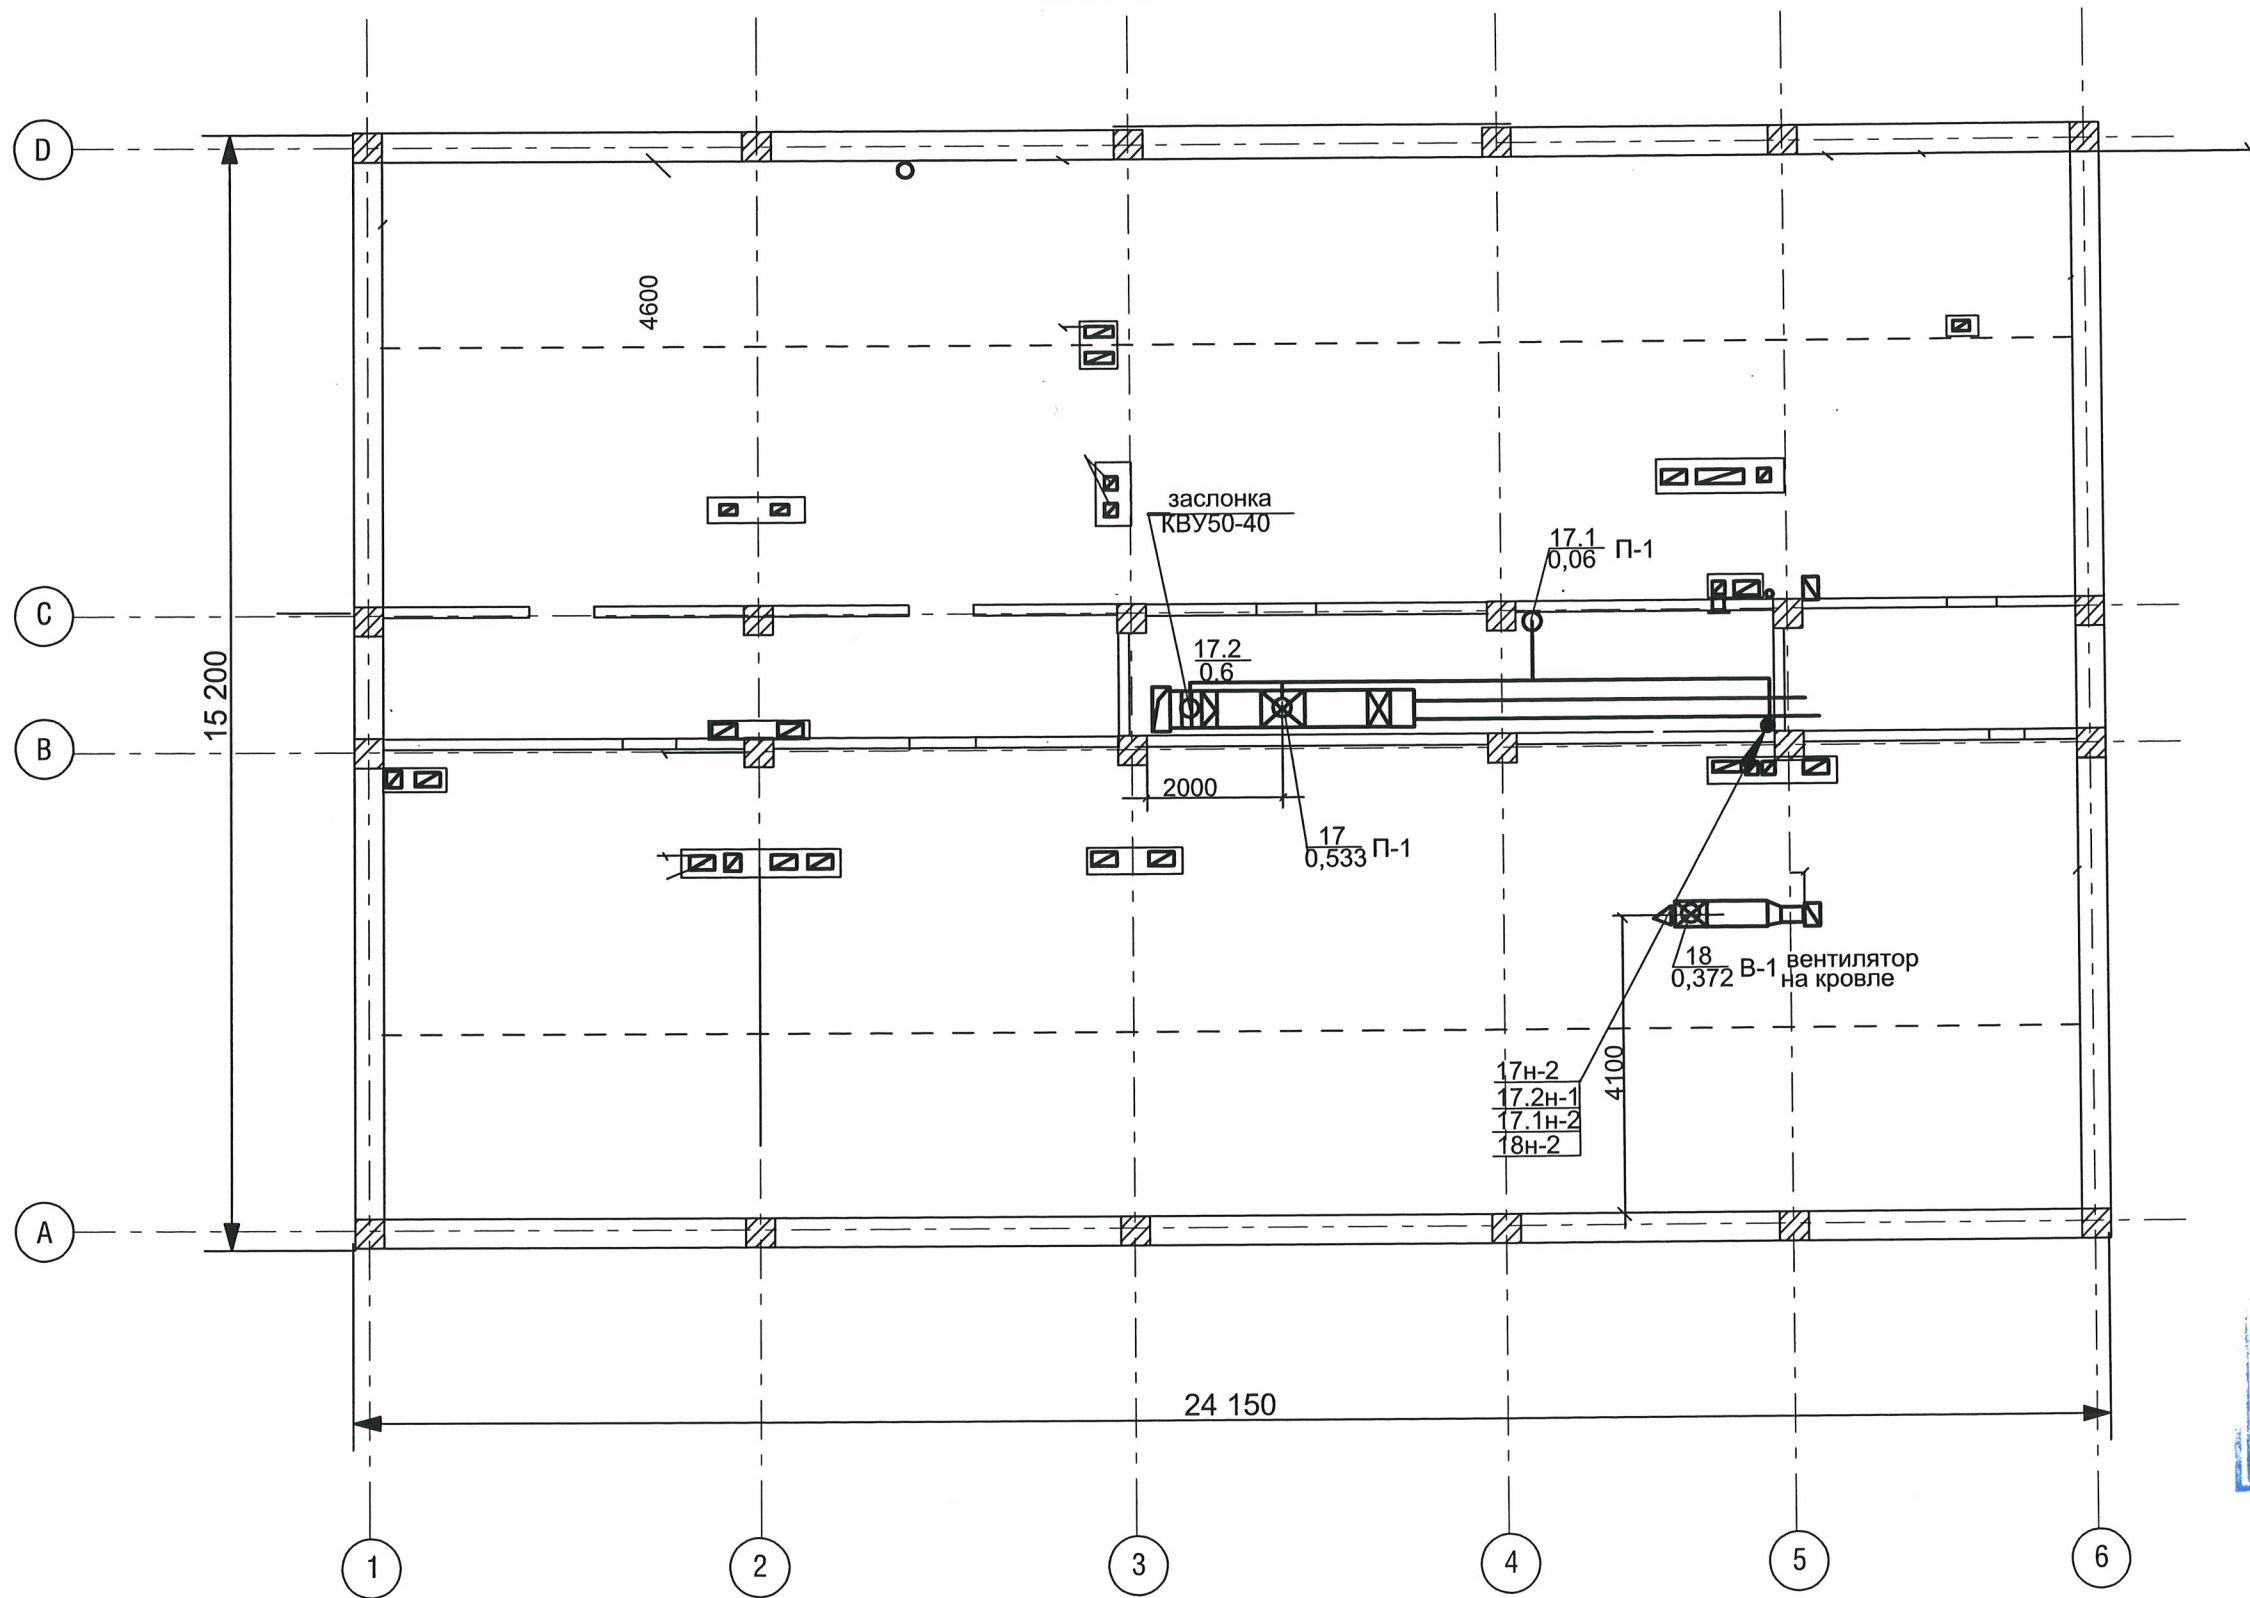 D
4600
заслонка
КВУ50-40
17.1
0,06 П-1
C
17.2
0,6
15 200
B
2000
17
0,533 П-1
18
0,372 В-1 вентилятор
на кровле
4100
17н-2
17.2н-1
17.1н-2
18н-2
A
24 150
1 2 3 4 5 6